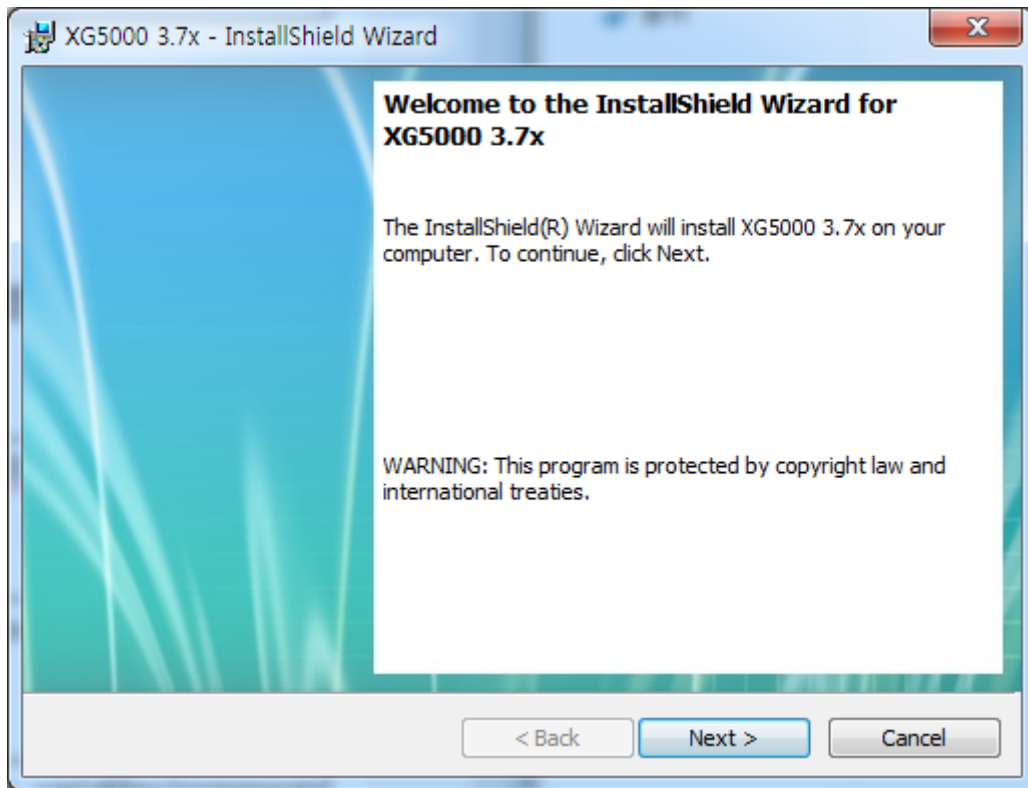 XG5000 3.7x - InstallShield Wizard
Welcome to the InstallShield Wizard for
XG5000 3.7x
The InstallShield(R) Wizard will install XG5000 3.7x on your
computer. To continue, click Next.
WARNING: This program is protected by copyright law and
international treaties.
< Back
Next >
Cancel